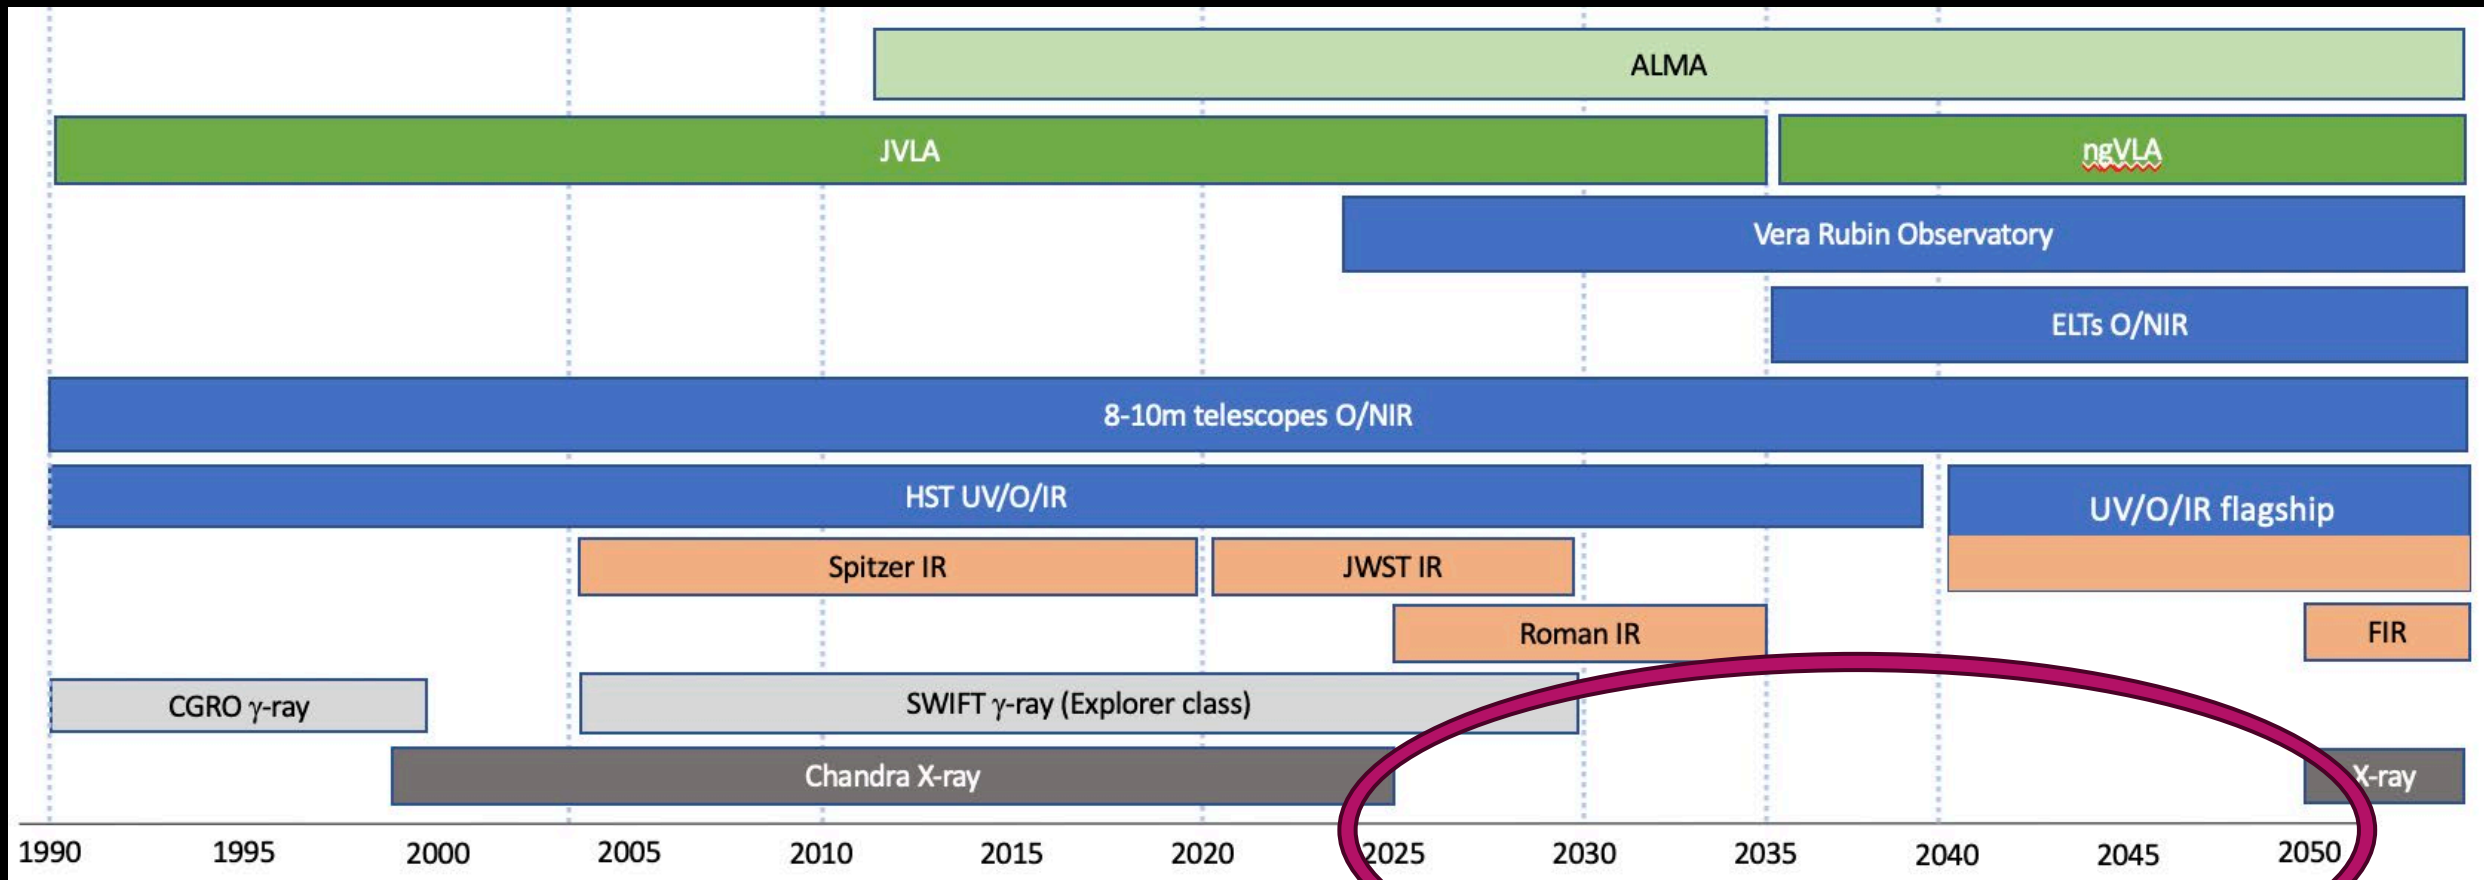 ALMA
JVLA
ngVLA
Vera Rubin Observatory
ELTs O/NIR
8-10m telescopes O/NIR
HST UV/O/IR
UV/O/IR flagship
Spitzer IR
JWST IR
Roman IR
FIR
CGRO γ-ray
SWIFT γ-ray (Explorer class)
Chandra X-ray
X-ray
1990 1995 2000 2005 2010 2015 2020 2025 2030 2035 2040 2045 2050